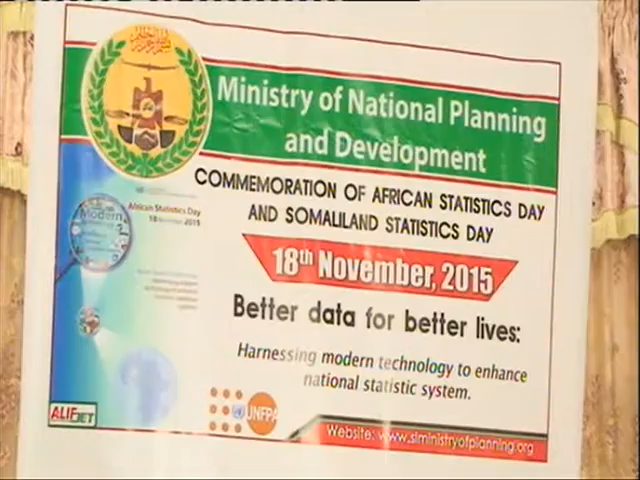 Ministry of National Planning
and Development
COMMEMORATION OF AFRICAN STATISTICS DAY
AND SOMALILAND STATISTICS DAY
18th November, 2015
Better data for better lives:
Harnessing modern technology to enhance
national statistic system.
African Statistics Day
18 November 2015
Modern
ALIFJET
UNFPA
Website: www.slministryofplanning.org